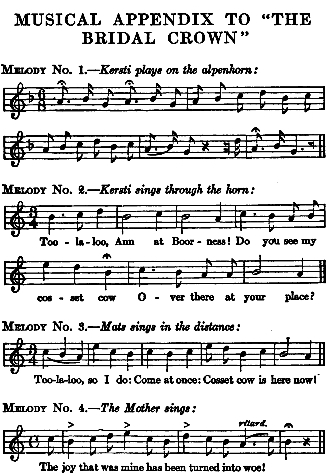 MUSICAL APPENDIX TO "THE
BRIDAL CROWN"
MELODY NO. 1.—Kersti plays on the alpenhorn:
MELODY NO. 2.—Kersti sings through the horn:
Too - la-loo, Ann at Boor - ness! Do you see my
cos - set cow O - ver there at your place?
MELODY NO. 3.—Mats sings in the distance:
Too-la-loo, so I do: Come at once: Cosset cow is here now!
MELODY NO. 4.—The Mother sings:
ritard.
The joy that was mine has been turned into woe!